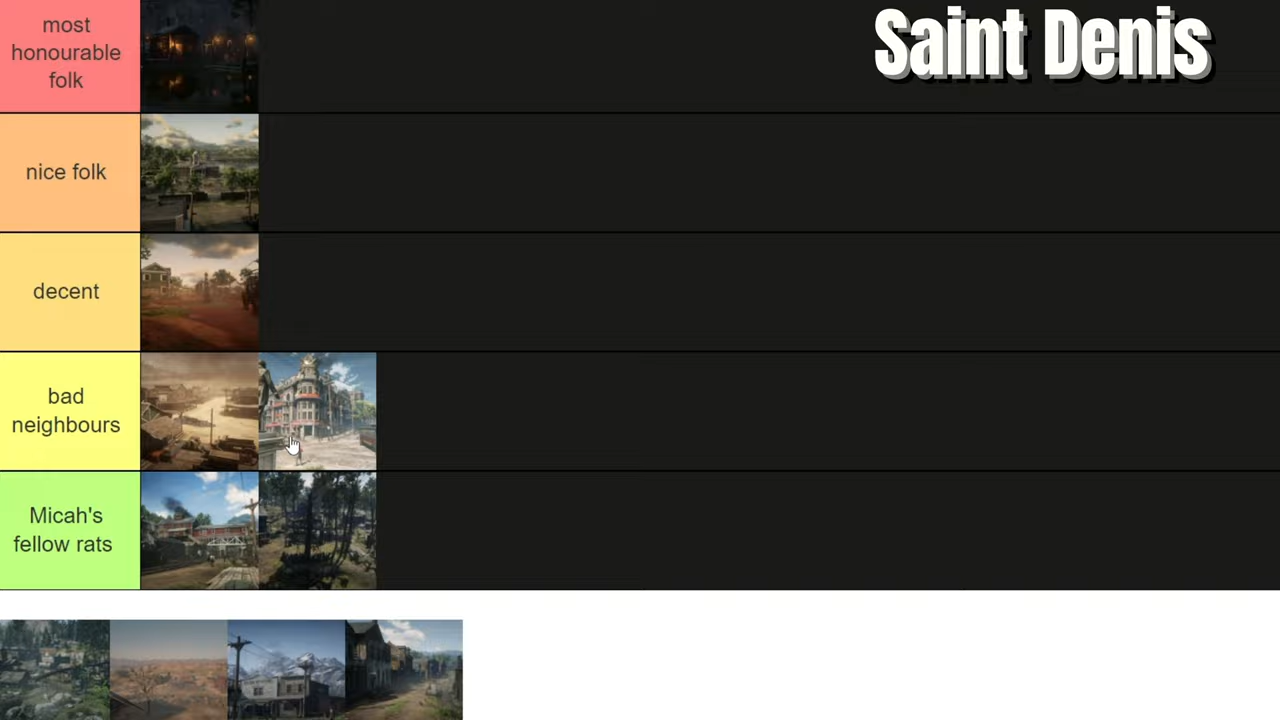 Saint Denis
most
honourable
folk
nice folk
decent
bad
neighbours
Micah's
fellow rats